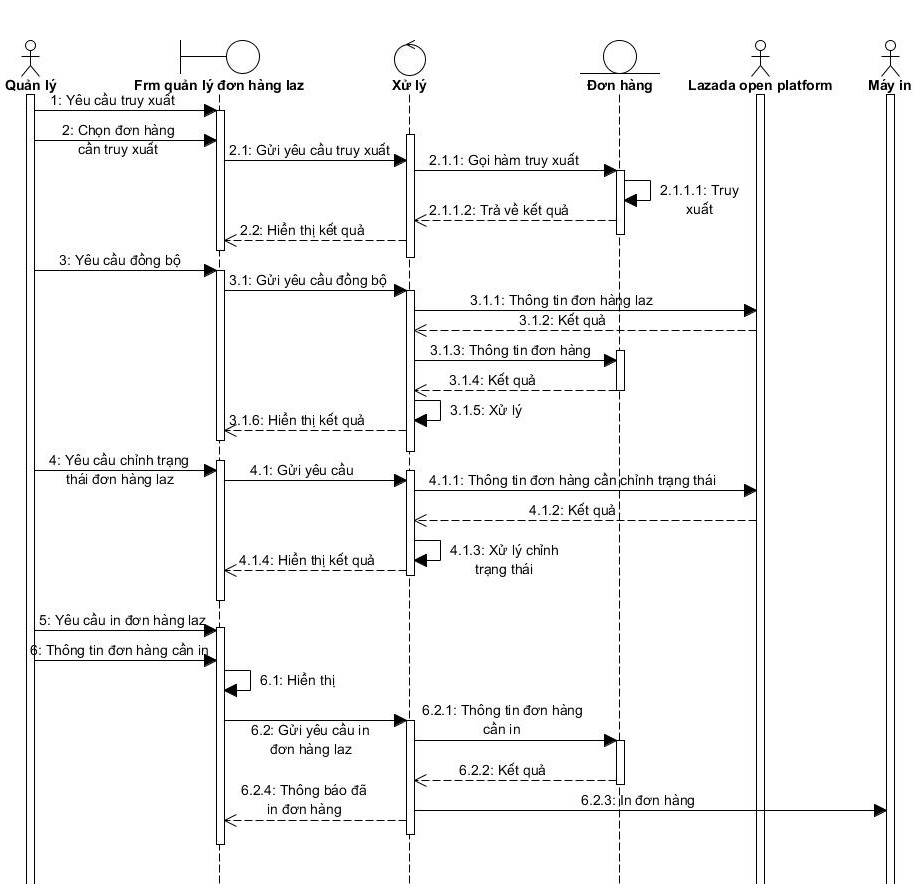 Quản lý
Frm quản lý đơn hàng laz
Xử lý
Đơn hàng
Lazada open platform
Máy in
1: Yêu cầu truy xuất
2: Chọn đơn hàng
cần truy xuất
2.1: Gửi yêu cầu truy xuất
2.1.1: Gọi hàm truy xuất
2.1.1.1: Truy
xuất
2.1.1.2: Trả về kết quả
2.2: Hiển thị kết quả
3: Yêu cầu đồng bộ
3.1: Gửi yêu cầu đồng bộ
3.1.1: Thông tin đơn hàng laz
3.1.2: Kết quả
3.1.3: Thông tin đơn hàng
3.1.4: Kết quả
3.1.5: Xử lý
3.1.6: Hiển thị kết quả
4: Yêu cầu chỉnh trạng
thái đơn hàng laz
4.1: Gửi yêu cầu
4.1.1: Thông tin đơn hàng cần chỉnh trạng thái
4.1.2: Kết quả
4.1.3: Xử lý chỉnh
trạng thái
4.1.4: Hiển thị kết quả
5: Yêu cầu in đơn hàng laz
6: Thông tin đơn hàng cần in
6.1: Hiển thị
6.2: Gửi yêu cầu in
đơn hàng laz
6.2.1: Thông tin đơn hàng
cần in
6.2.2: Kết quả
6.2.4: Thông báo đã
in đơn hàng
6.2.3: In đơn hàng